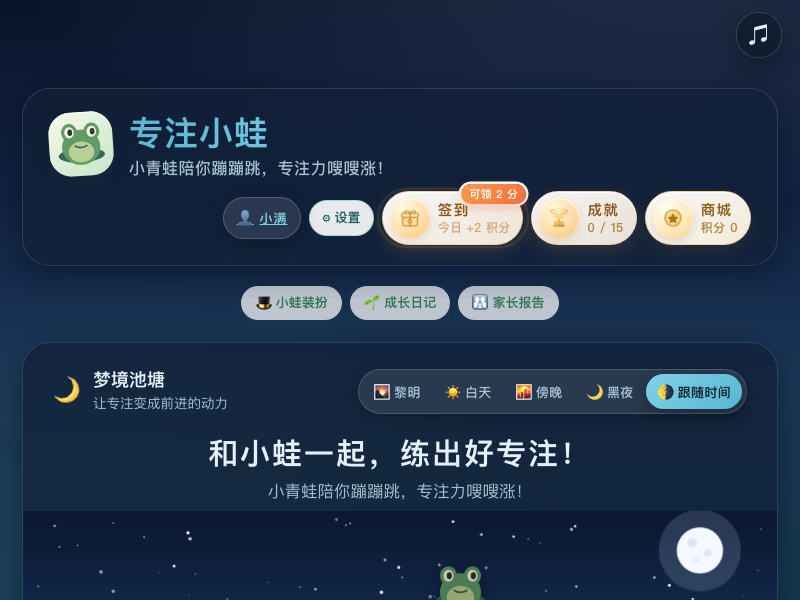 专注小蛙
小青蛙陪你蹦蹦跳，专注力嗖嗖涨！
小满
设置
可领 2 分
签到
今日 +2 积分
成就
0 / 15
商城
积分 0
小蛙装扮
成长日记
家长报告
梦境池塘
让专注变成前进的动力
黎明
白天
傍晚
黑夜
跟随时间
和小蛙一起，练出好专注！
小青蛙陪你蹦蹦跳，专注力嗖嗖涨！